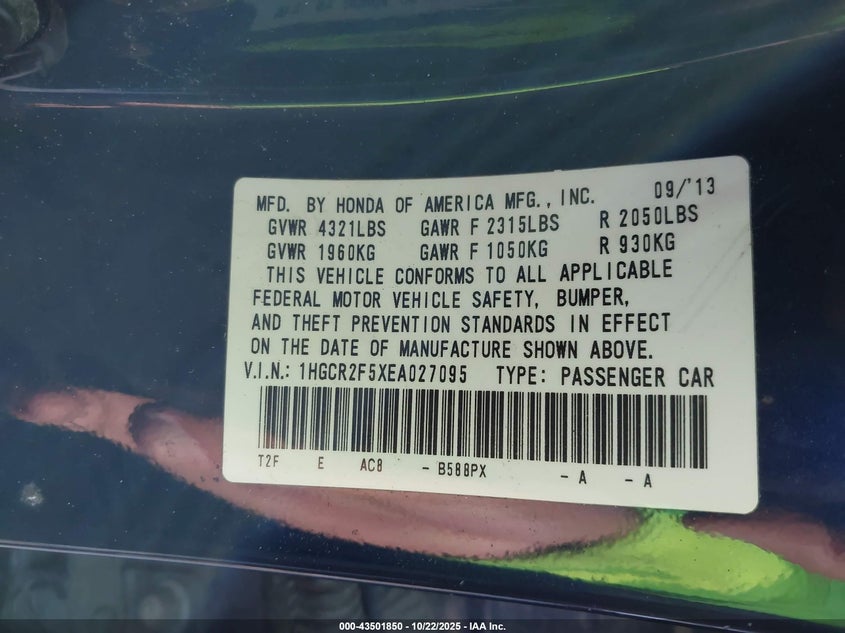 MFD. BY HONDA OF AMERICA MFG., INC. 09/'13
GVWR 4321LBS GAWR F 2315LBS R 2050LBS
GVWR 1960KG GAWR F 1050KG R 930KG
THIS VEHICLE CONFORMS TO ALL APPLICABLE
FEDERAL MOTOR VEHICLE SAFETY, BUMPER,
AND THEFT PREVENTION STANDARDS IN EFFECT
ON THE DATE OF MANUFACTURE SHOWN ABOVE.
V.I.N.: 1HGCR2F5XEA027095 TYPE: PASSENGER CAR
T2F E AC8 - B588PX - A - A
000-43501850 | 10/22/2025 | IAA Inc.